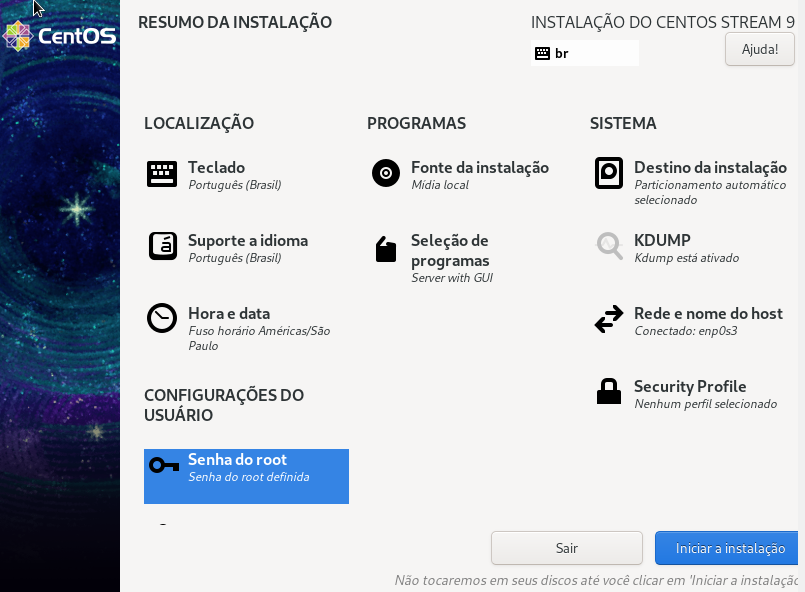 CentOS
RESUMO DA INSTALAÇÃO
INSTALAÇÃO DO CENTOS STREAM 9
br
Ajuda!
LOCALIZAÇÃO
Teclado
Português (Brasil)
Suporte a idioma
Português (Brasil)
Hora e data
Fuso horário Américas/São
Paulo
PROGRAMAS
Fonte da instalação
Mídia local
Seleção de
programas
Server with GUI
SISTEMA
Destino da instalação
Particionamento automático
selecionado
KDUMP
Kdump está ativado
Rede e nome do host
Conectado: enp0s3
Security Profile
Nenhum perfil selecionado
CONFIGURAÇÕES DO
USUÁRIO
Senha do root
Senha do root definida
Sair
Iniciar a instalação
Não tocaremos em seus discos até você clicar em 'Iniciar a instalação